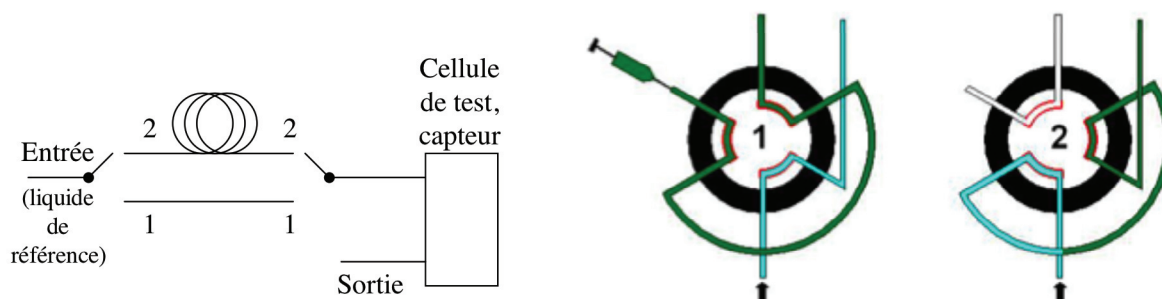 Entrée
(liquide
de
référence)
2
2
1
1
Cellule
de test,
capteur
Sortie
1
2